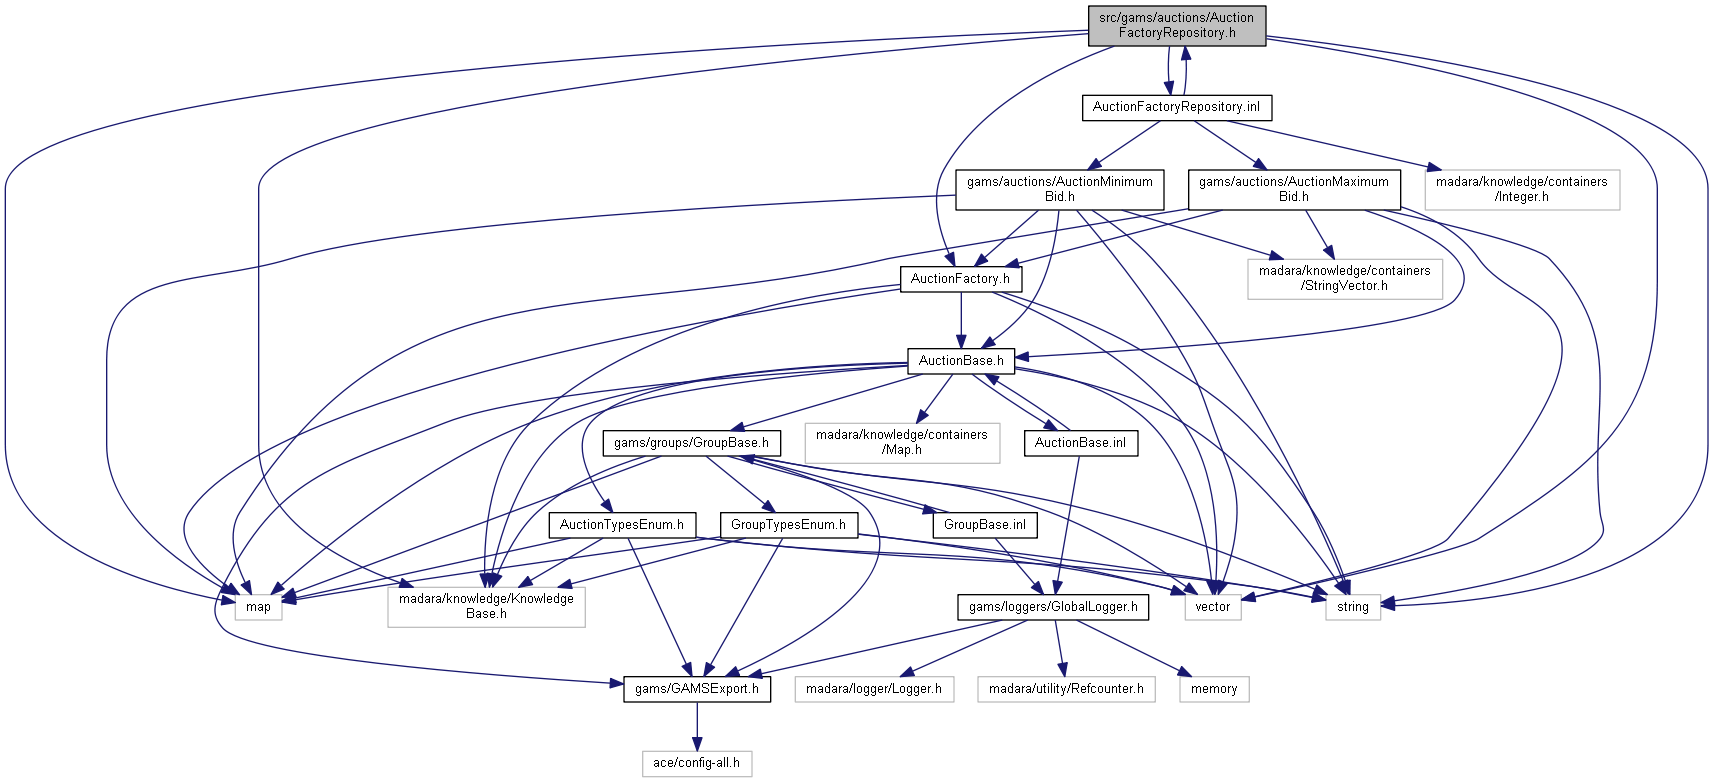 src/gams/auctions/Auction
FactoryRepository.h
AuctionFactoryRepository.inl
gams/auctions/AuctionMinimum
Bid.h
gams/auctions/AuctionMaximum
Bid.h
madara/knowledge/containers
/Integer.h
AuctionFactory.h
madara/knowledge/containers
/StringVector.h
AuctionBase.h
gams/groups/GroupBase.h
madara/knowledge/containers
/Map.h
AuctionBase.inl
AuctionTypesEnum.h
GroupTypesEnum.h
GroupBase.inl
map
madara/knowledge/Knowledge
Base.h
gams/loggers/GlobalLogger.h
vector
string
gams/GAMSExport.h
madara/logger/Logger.h
madara/utility/Refcounter.h
memory
ace/config-all.h